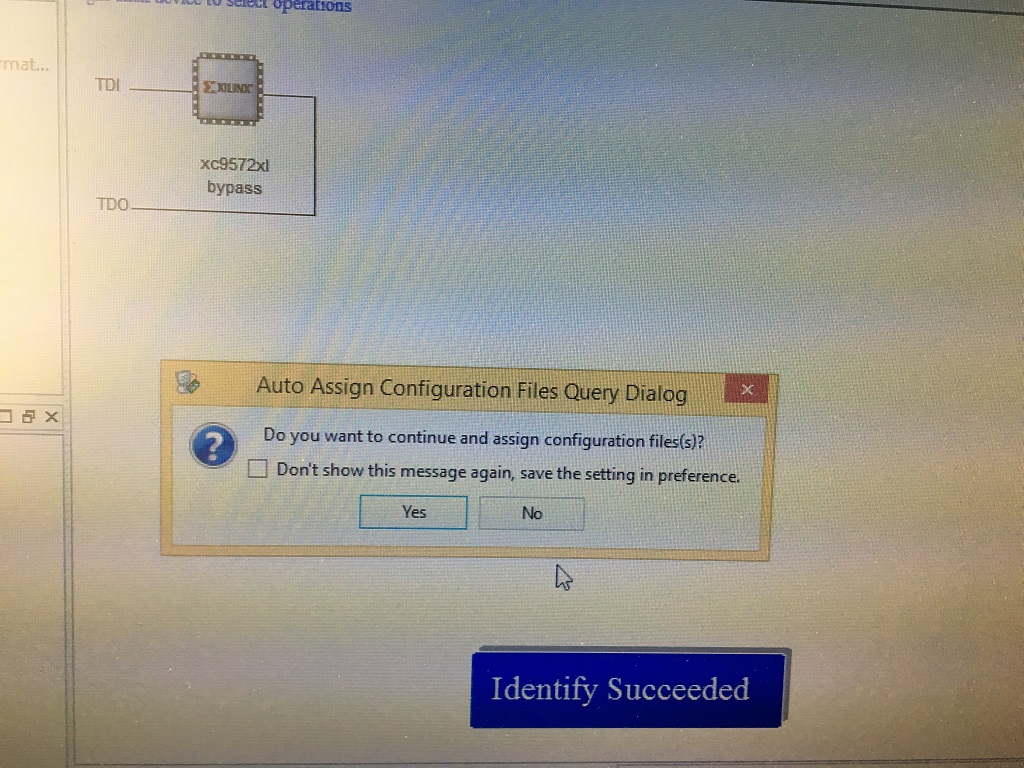 device to select operations
mat...
TDI
XILINX
xc9572xl
bypass
TDO
Auto Assign Configuration Files Query Dialog
Do you want to continue and assign configuration files(s)?
Don't show this message again, save the setting in preference.
Yes
No
Identify Succeeded